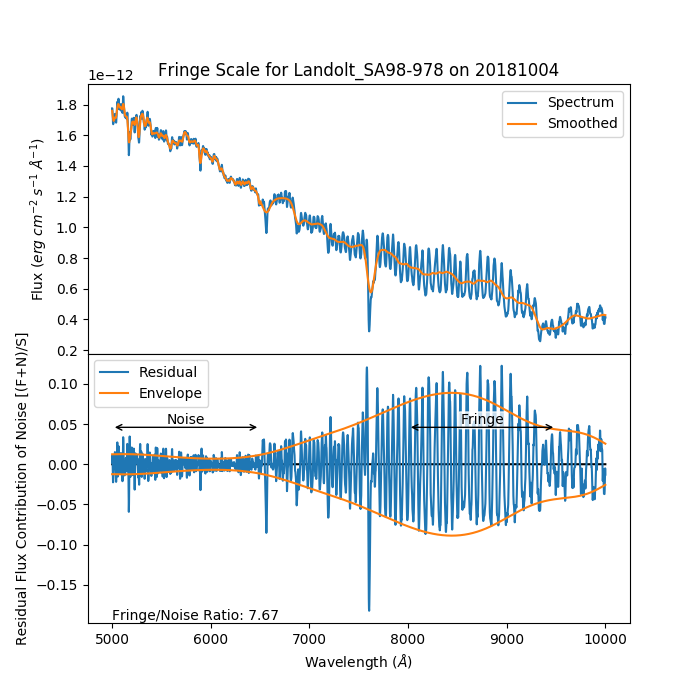 Fringe Scale for Landolt_SA98-978 on 20181004
1e−12
Flux (erg cm−2 s−1 Å−1)
1.8
1.6
1.4
1.2
1.0
0.8
0.6
0.4
0.2
Spectrum
Smoothed
Residual Flux Contribution of Noise [(F+N)/S]
0.10
0.05
0.00
−0.05
−0.10
−0.15
Residual
Envelope
Noise
Fringe
Fringe/Noise Ratio: 7.67
5000 6000 7000 8000 9000 10000
Wavelength (Å)